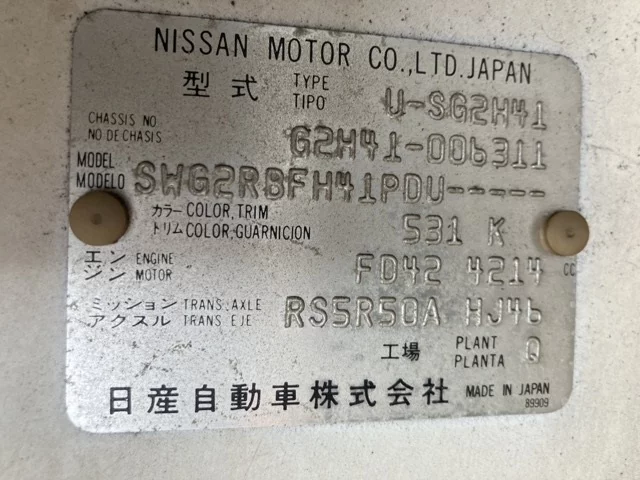 NISSAN MOTOR CO.,LTD.JAPAN
型式 TYPE TIPO U-SG2H41
CHASSIS NO NO DE CHASIS G2H41-006311
MODEL MODELO SWG2RBFH41PDU-----
カラー COLOR,TRIM トリム COLOR,GUARNICION 531 K
エンジン ENGINE MOTOR FD42 4214 CC
ミッション TRANS.,AXLE アクスル TRANS EJE RS5R50A HJ46
工場 PLANT PLANTA Q
日産自動車株式会社 MADE IN JAPAN
89909